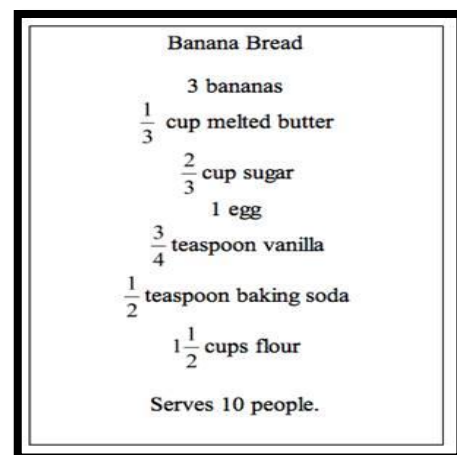 Banana Bread
3 bananas
1/3 cup melted butter
2/3 cup sugar
1 egg
3/4 teaspoon vanilla
1/2 teaspoon baking soda
1 1/2 cups flour
Serves 10 people.